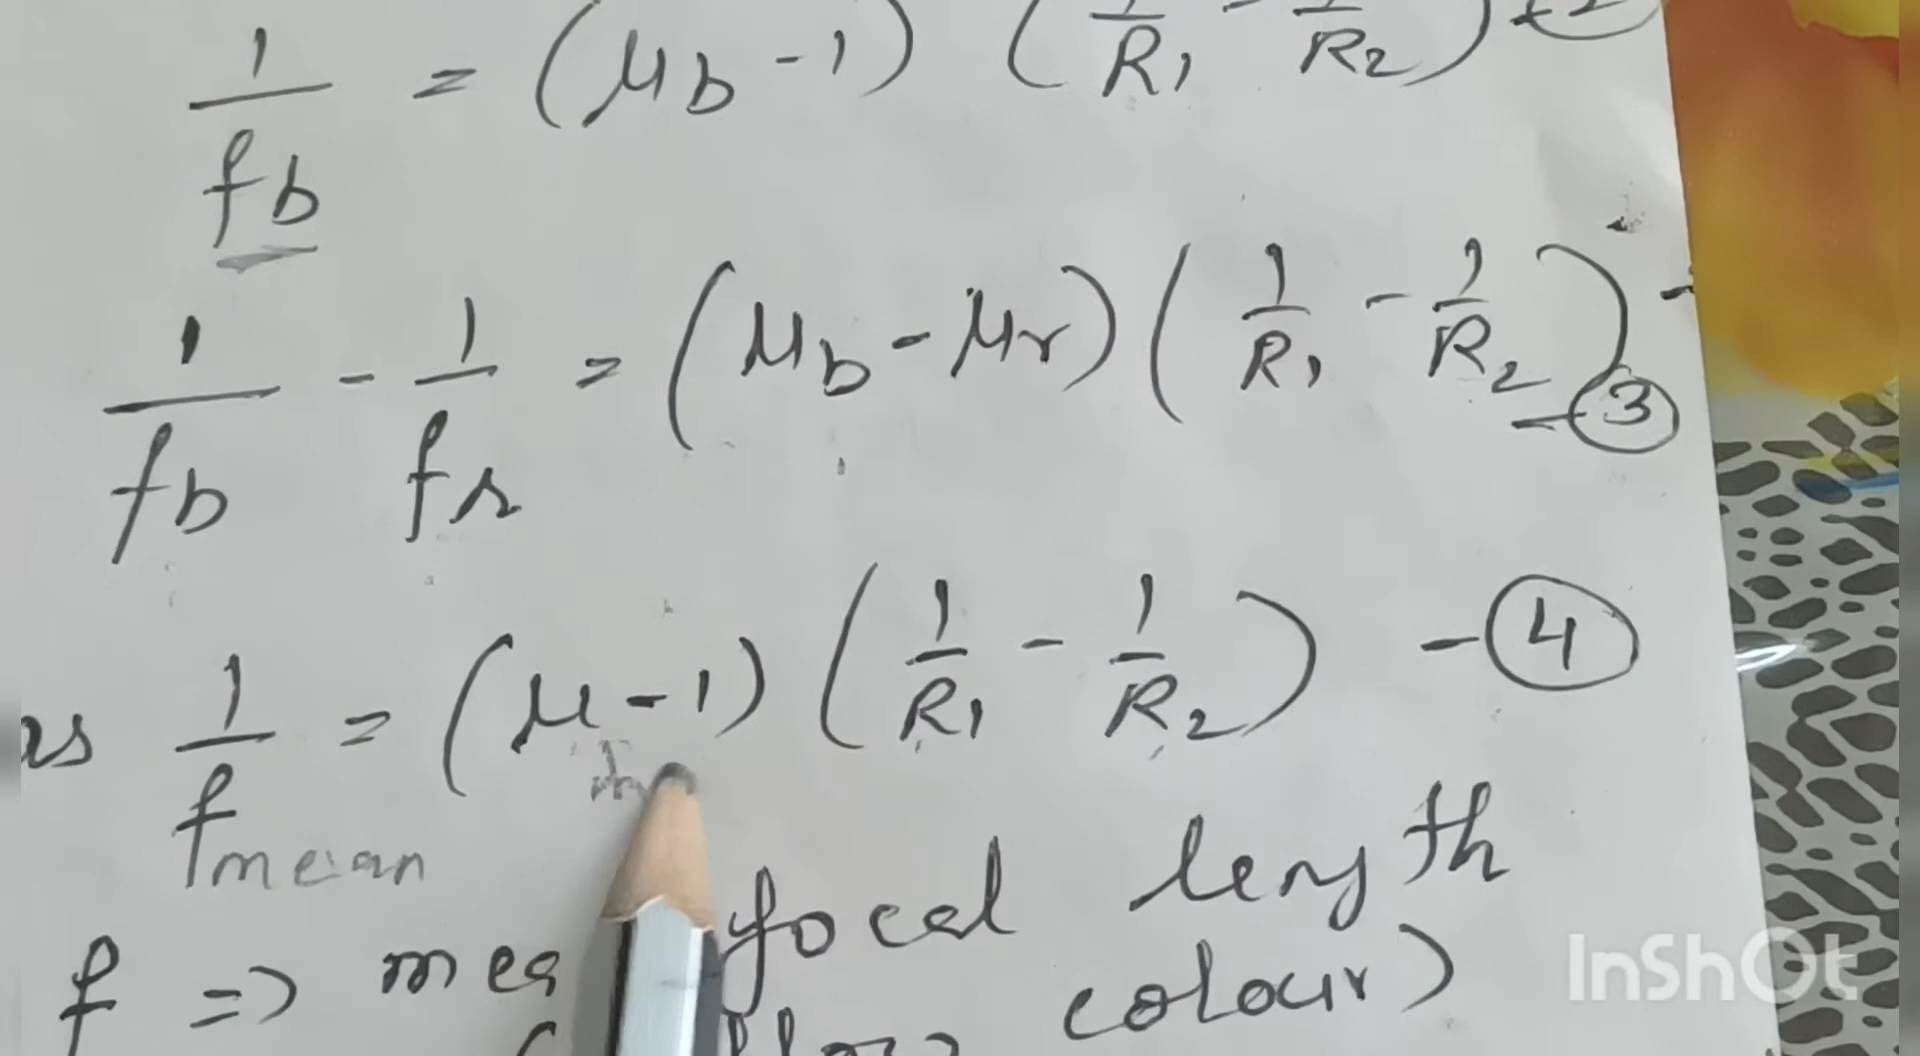 1/fb = (μb - 1) (1/R1 - 1/R2) - 2
1/fb - 1/fr = (μb - μr) (1/R1 - 1/R2) - 3
as 1/fmean = (μ - 1) (1/R1 - 1/R2) - 4
f => focal length
colour)
InShOt